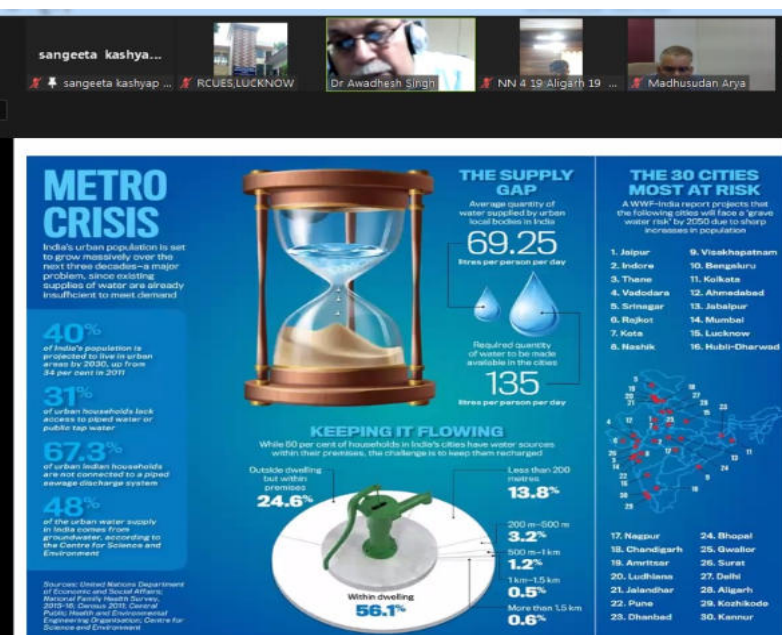 sangeeta kashya...
sangeeta kashyap ...
RCUES,LUCKNOW
Dr Awadhesh Singh
NN 4 19 Aligarh 19 ...
Madhusudan Arya
METRO
CRISIS
India's urban population is set
to grow massively over the
next three decades–a major
problem, since existing
supplies of water are already
insufficient to meet demand
40%
of India's population is
projected to live in urban
areas by 2030, up from
34 per cent in 2011
31%
of urban households lack
access to piped water or
public tap water
67.3%
of urban Indian households
are not connected to a piped
sewage discharge system
48%
of the urban water supply
in India comes from
groundwater, according to
the Centre for Science and
Environment
Sources: United Nations Department
of Economic and Social Affairs;
National Family Health Survey,
2015-16; Census 2011; Central
Public Health and Environmental
Engineering Organisation; Centre for
Science and Environment
THE SUPPLY
GAP
Average quantity of
water supplied by urban
local bodies in India
69.25
litres per person per day
Required quantity
of water to be made
available in the cities
135
litres per person per day
KEEPING IT FLOWING
While 80 per cent of households in India's cities have water sources
within their premises, the challenge is to keep them recharged
Outside dwelling
but within
premises
24.6%
Less than 200
metres
13.8%
200 m–500 m
3.2%
500 m–1 km
1.2%
1 km–1.5 km
0.5%
More than 1.5 km
0.6%
Within dwelling
56.1%
THE 30 CITIES
MOST AT RISK
A WWF-India report projects that
the following cities will face a 'grave
water risk' by 2050 due to sharp
increases in population
1. Jaipur
2. Indore
3. Thane
4. Vadodara
5. Srinagar
6. Rajkot
7. Kota
8. Nashik
9. Visakhapatnam
10. Bengaluru
11. Kolkata
12. Ahmedabad
13. Jabalpur
14. Mumbai
15. Lucknow
16. Hubli-Dharwad
17. Nagpur
18. Chandigarh
19. Amritsar
20. Ludhiana
21. Jalandhar
22. Pune
23. Dhanbad
24. Bhopal
25. Gwalior
26. Surat
27. Delhi
28. Aligarh
29. Kozhikode
30. Kannur